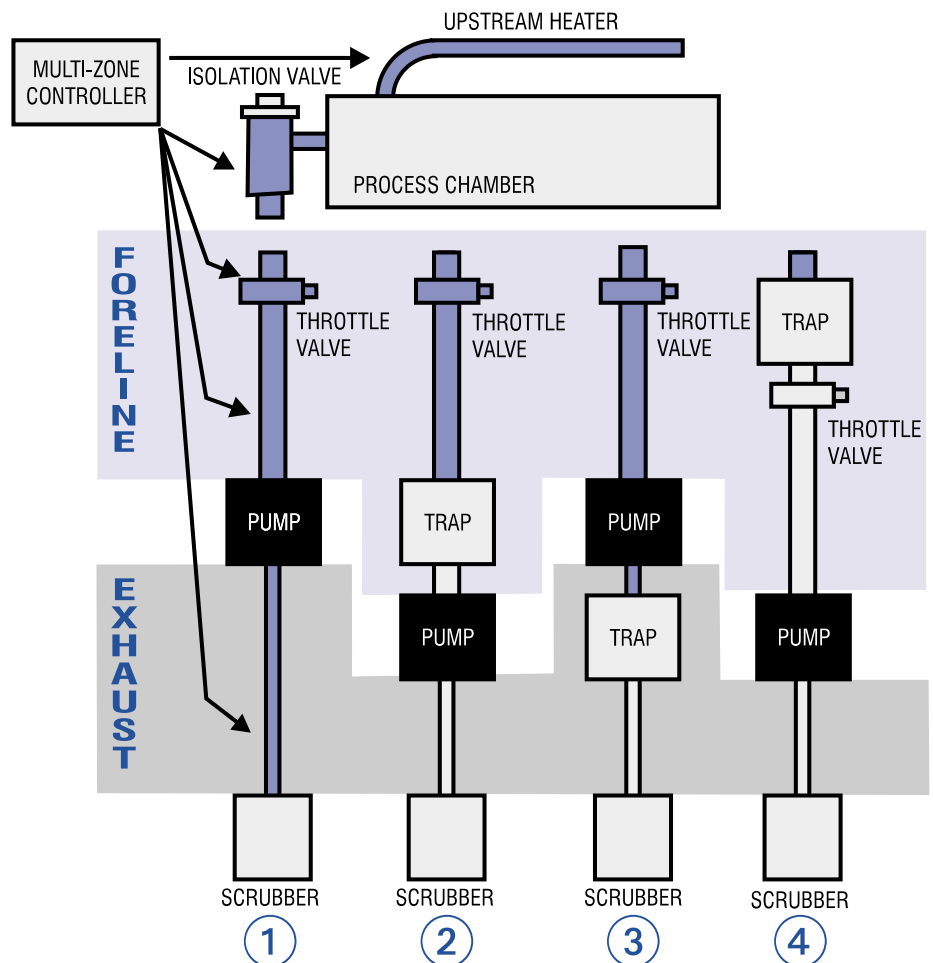 UPSTREAM HEATER
MULTI-ZONE
CONTROLLER
ISOLATION VALVE
PROCESS CHAMBER
FORELINE
THROTTLE
VALVE
THROTTLE
VALVE
THROTTLE
VALVE
TRAP
THROTTLE
VALVE
PUMP
TRAP
PUMP
EXHAUST
PUMP
TRAP
PUMP
SCRUBBER
SCRUBBER
SCRUBBER
SCRUBBER
1
2
3
4